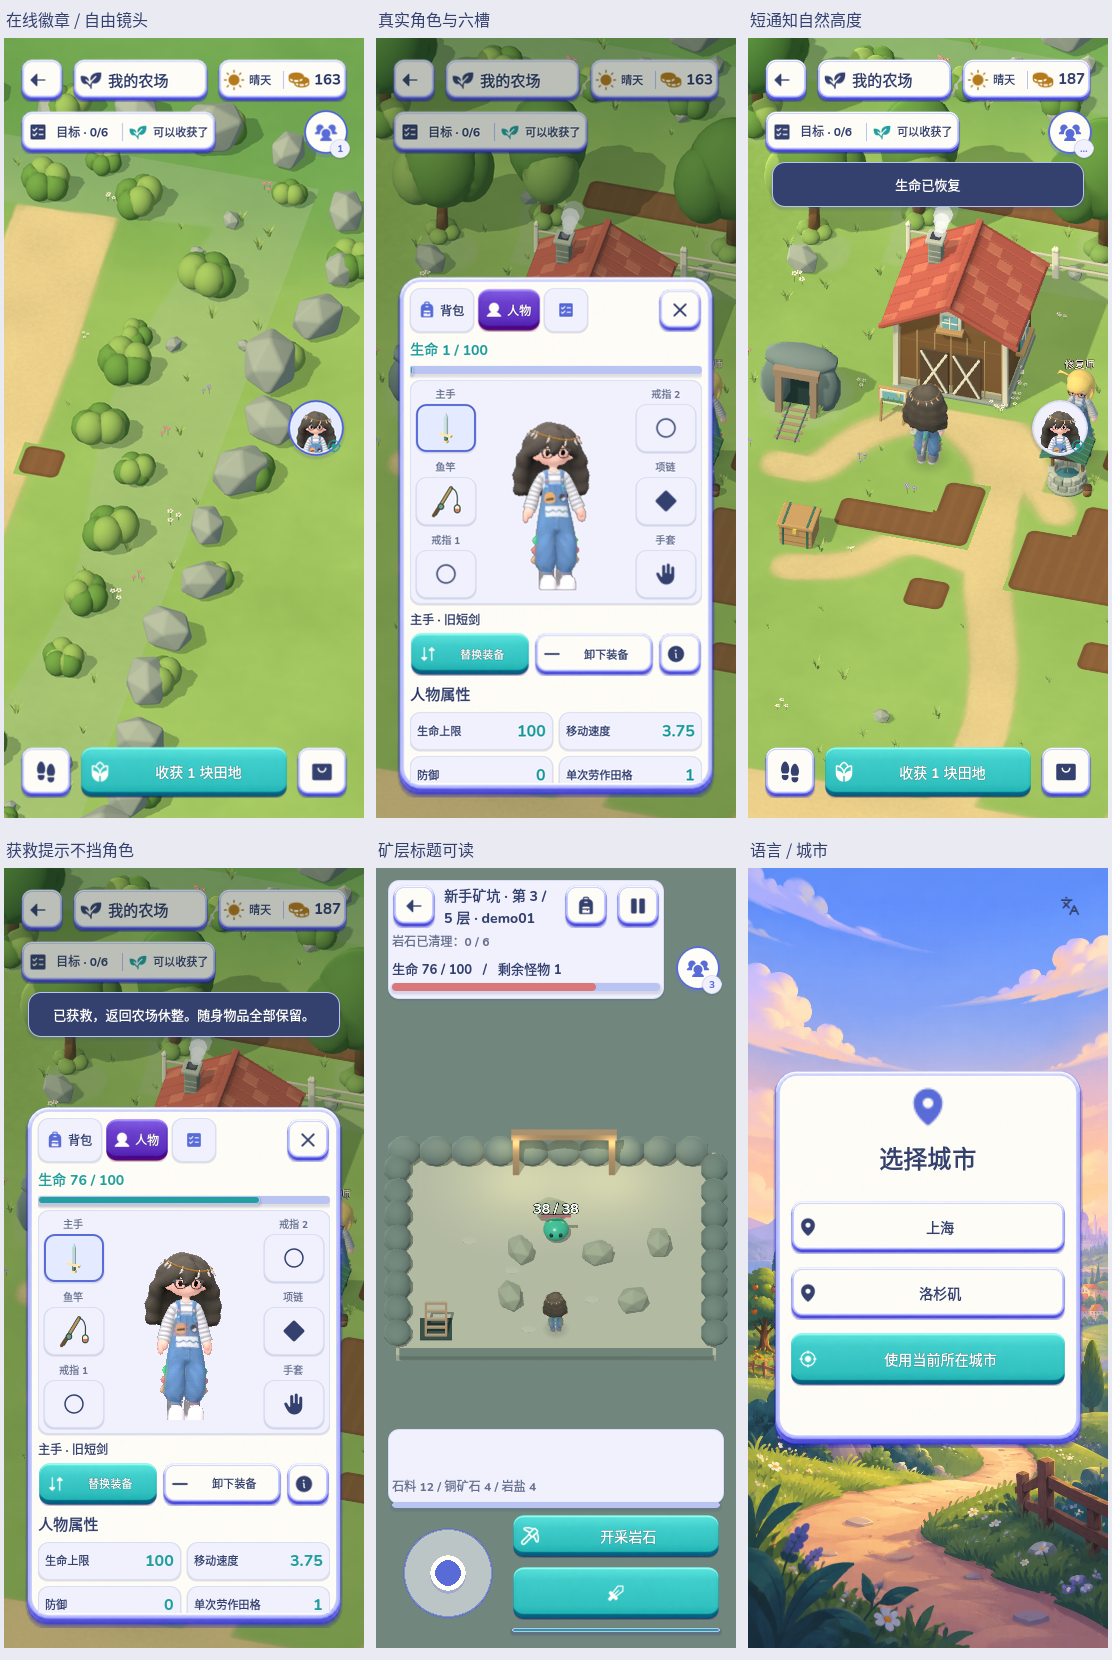 在线徽章 / 自由镜头
我的农场
晴天
163
目标 · 0/6
可以收获了
1
收获 1 块田地
真实角色与六槽
我的农场
晴天
163
目标 · 0/6
可以收获了
背包
人物
生命 1 / 100
主手
戒指 2
鱼竿
项链
戒指 1
手套
主手 · 旧短剑
替换装备
卸下装备
人物属性
生命上限
100
移动速度
3.75
防御
0
单次劳作田格
1
短通知自然高度
我的农场
晴天
187
目标 · 0/6
可以收获了
...
生命已恢复
收获 1 块田地
获救提示不挡角色
我的农场
晴天
187
目标 · 0/6
可以收获了
已获救，返回农场休整。随身物品全部保留。
背包
人物
生命 76 / 100
主手
戒指 2
鱼竿
项链
戒指 1
手套
主手 · 旧短剑
替换装备
卸下装备
人物属性
生命上限
100
移动速度
3.75
防御
0
单次劳作田格
1
矿层标题可读
新手矿坑 · 第 3 /
5 层 · demo01
岩石已清理：0 / 6
生命 76 / 100 / 剩余怪物 1
3
38 / 38
石料 12 / 铜矿石 4 / 岩盐 4
开采岩石
语言 / 城市
文A
选择城市
上海
洛杉矶
使用当前所在城市